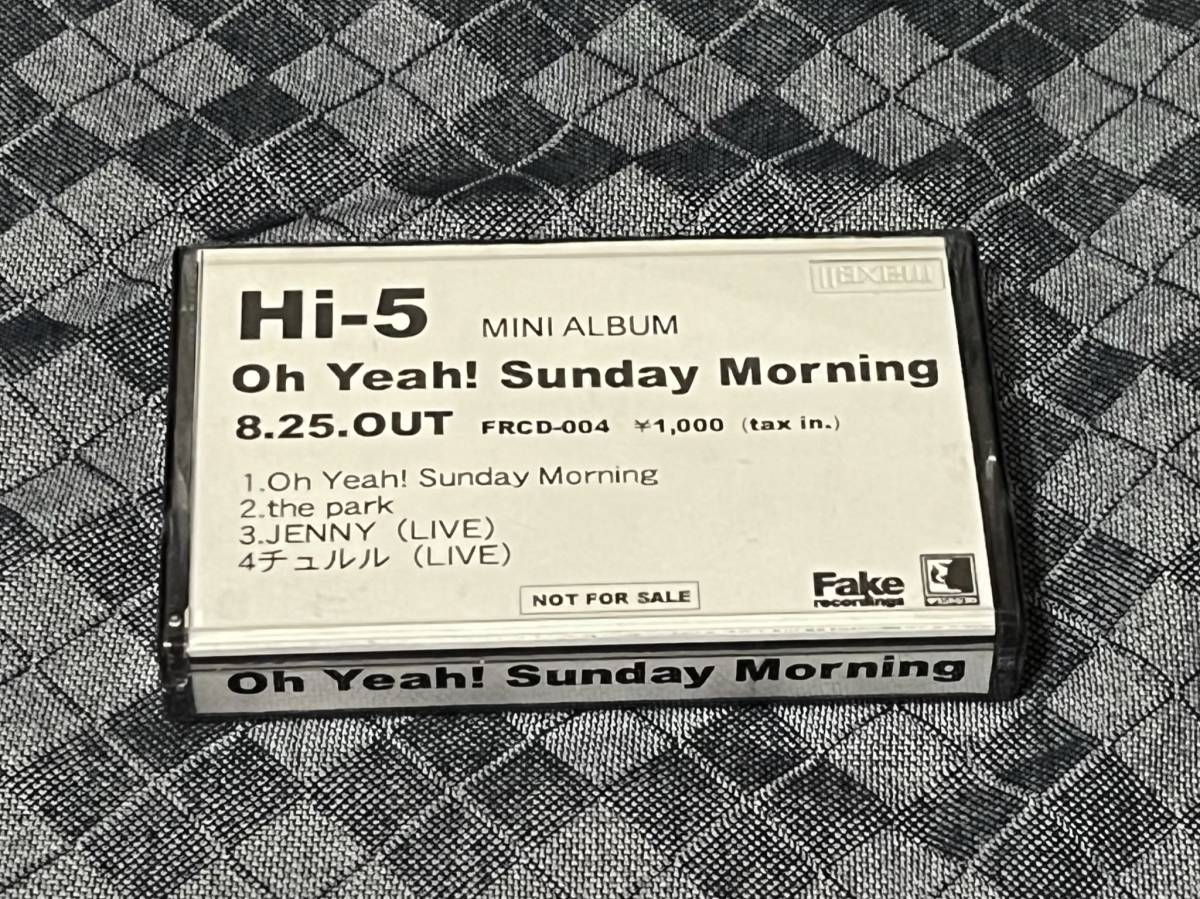 maxell
Hi-5 MINI ALBUM
Oh Yeah! Sunday Morning
8.25.OUT FRCD-004 ¥1,000 (tax in.)
1.Oh Yeah! Sunday Morning
2.the park
3.JENNY (LIVE)
4チュルル (LIVE)
NOT FOR SALE
Fake
recordings
Oh Yeah! Sunday Morning